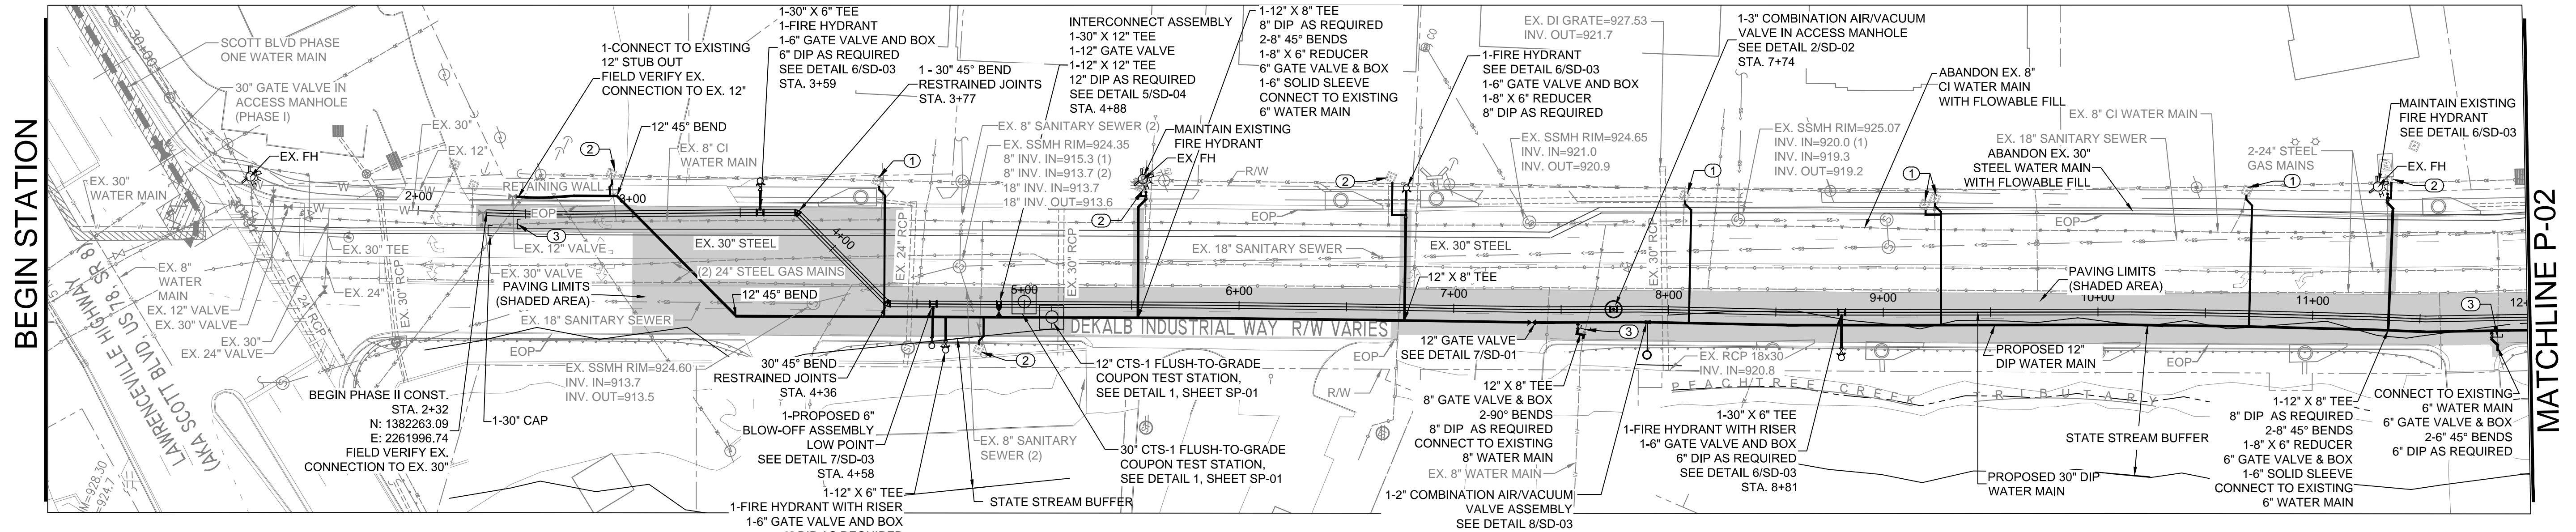 BEGIN STATION
SCOTT BLVD PHASE
ONE WATER MAIN
30" GATE VALVE IN
ACCESS MANHOLE
(PHASE I)
30+00
EX. FH
EX. 30"
WATER MAIN
EX. 30"
EX. 12"
2+00
W
W
W
W
EX. 30" TEE
EX. 8"
WATER
MAIN
EX. 12" VALVE
EX. 30" VALVE
EX. 30"
EX. 24" VALVE
EX. 24"
EX. 24" RCP
EX. 30" RCP
LAWRENCEVILLE HIGHWAY
(AKA SCOTT BLVD. US/78, SR 8)
1-CONNECT TO EXISTING
12" STUB OUT
FIELD VERIFY EX.
CONNECTION TO EX. 12"
12" 45° BEND
2
EX. 8" CI
WATER MAIN
RETAINING WALL
3+00
EOP
3
EX. 12" VALVE
EX. 30" VALVE
PAVING LIMITS
(SHADED AREA)
EX. 18" SANITARY SEWER
EOP
BEGIN PHASE II CONST.
STA. 2+32
N: 1382263.09
E: 2261996.74
FIELD VERIFY EX.
CONNECTION TO EX. 30"
1-30" CAP
EX. SSMH RIM=924.60
INV. IN=913.7
INV. OUT=913.5
1-30" X 6" TEE
1-FIRE HYDRANT
1-6" GATE VALVE AND BOX
6" DIP AS REQUIRED
SEE DETAIL 6/SD-03
STA. 3+59
1 - 30" 45° BEND
RESTRAINED JOINTS
STA. 3+77
1
EX. 30" STEEL
4+00
(2) 24" STEEL GAS MAINS
12" 45° BEND
EX. 24" RCP
30" 45° BEND
RESTRAINED JOINTS
STA. 4+36
1-PROPOSED 6"
BLOW-OFF ASSEMBLY
LOW POINT
SEE DETAIL 7/SD-03
STA. 4+58
1-12" X 6" TEE
1-FIRE HYDRANT WITH RISER
1-6" GATE VALVE AND BOX
INTERCONNECT ASSEMBLY
1-30" X 12" TEE
1-12" GATE VALVE
1-12" X 12" TEE
12" DIP AS REQUIRED
SEE DETAIL 5/SD-04
STA. 4+88
EX. 8" SANITARY SEWER (2)
EX. SSMH RIM=924.35
8" INV. IN=915.3 (1)
8" INV. IN=913.7 (2)
18" INV. IN=913.7
18" INV. OUT=913.6
5+00
EX. 30" RCP
2
EX. 8" SANITARY
SEWER (2)
STATE STREAM BUFFER
1-12" X 8" TEE
8" DIP  AS REQUIRED
2-8" 45° BENDS
1-8" X 6" REDUCER
6" GATE VALVE & BOX
1-6" SOLID SLEEVE
CONNECT TO EXISTING
6" WATER MAIN
MAINTAIN EXISTING
FIRE HYDRANT
EX. FH
R/W
2
EOP
EX. 18" SANITARY SEWER
6+00
DEKALB INDUSTRIAL WAY  R/W VARIES
12" CTS-1 FLUSH-TO-GRADE
COUPON TEST STATION,
SEE DETAIL 1, SHEET SP-01
30" CTS-1 FLUSH-TO-GRADE
COUPON TEST STATION,
SEE DETAIL 1, SHEET SP-01
R/W
EOP
CO
2
1-FIRE HYDRANT
SEE DETAIL 6/SD-03
1-6" GATE VALVE AND BOX
1-8" X 6" REDUCER
8" DIP AS REQUIRED
EX. DI GRATE=927.53
INV. OUT=921.7
EX. SSMH RIM=924.65
INV. IN=921.0
INV. OUT=920.9
EX. 30" STEEL
12" X 8" TEE
7+00
12" GATE VALVE
SEE DETAIL 7/SD-01
3
12" X 8" TEE
8" GATE VALVE & BOX
2-90° BENDS
8" DIP  AS REQUIRED
CONNECT TO EXISTING
8" WATER MAIN
EX. 8" WATER MAIN
1-2" COMBINATION AIR/VACUUM
VALVE ASSEMBLY
SEE DETAIL 8/SD-03
1-3" COMBINATION AIR/VACUUM
VALVE IN ACCESS MANHOLE
SEE DETAIL 2/SD-02
STA. 7+74
EX. SSMH RIM=925.07
INV. IN=920.0 (1)
INV. IN=919.3
INV. OUT=919.2
1
EX. 30" RCP
8+00
EX. RCP 18x30
INV. IN=920.8
PEACHTREE CREEK TRIBUTARY
1-30" X 6" TEE
1-FIRE HYDRANT WITH RISER
1-6" GATE VALVE AND BOX
6" DIP AS REQUIRED
SEE DETAIL 6/SD-03
STA. 8+81
ABANDON EX. 8"
CI WATER MAIN
WITH FLOWABLE FILL
EX. 8" CI WATER MAIN
EX. 18" SANITARY SEWER
ABANDON EX. 30"
STEEL WATER MAIN
WITH FLOWABLE FILL
1
EOP
9+00
PAVING LIMITS
(SHADED AREA)
10+00
PROPOSED 12"
DIP WATER MAIN
STATE STREAM BUFFER
PROPOSED 30" DIP
WATER MAIN
2-24" STEEL
GAS MAINS
1
MAINTAIN EXISTING
FIRE HYDRANT
SEE DETAIL 6/SD-03
EX. FH
2
11+00
3
EOP
1-12" X 8" TEE
8" DIP  AS REQUIRED
2-8" 45° BENDS
1-8" X 6" REDUCER
6" GATE VALVE & BOX
1-6" SOLID SLEEVE
CONNECT TO EXISTING
6" WATER MAIN
CONNECT TO EXISTING
6" WATER MAIN
6" GATE VALVE & BOX
2-6" 45° BENDS
6" DIP AS REQUIRED
MATCHLINE P-02